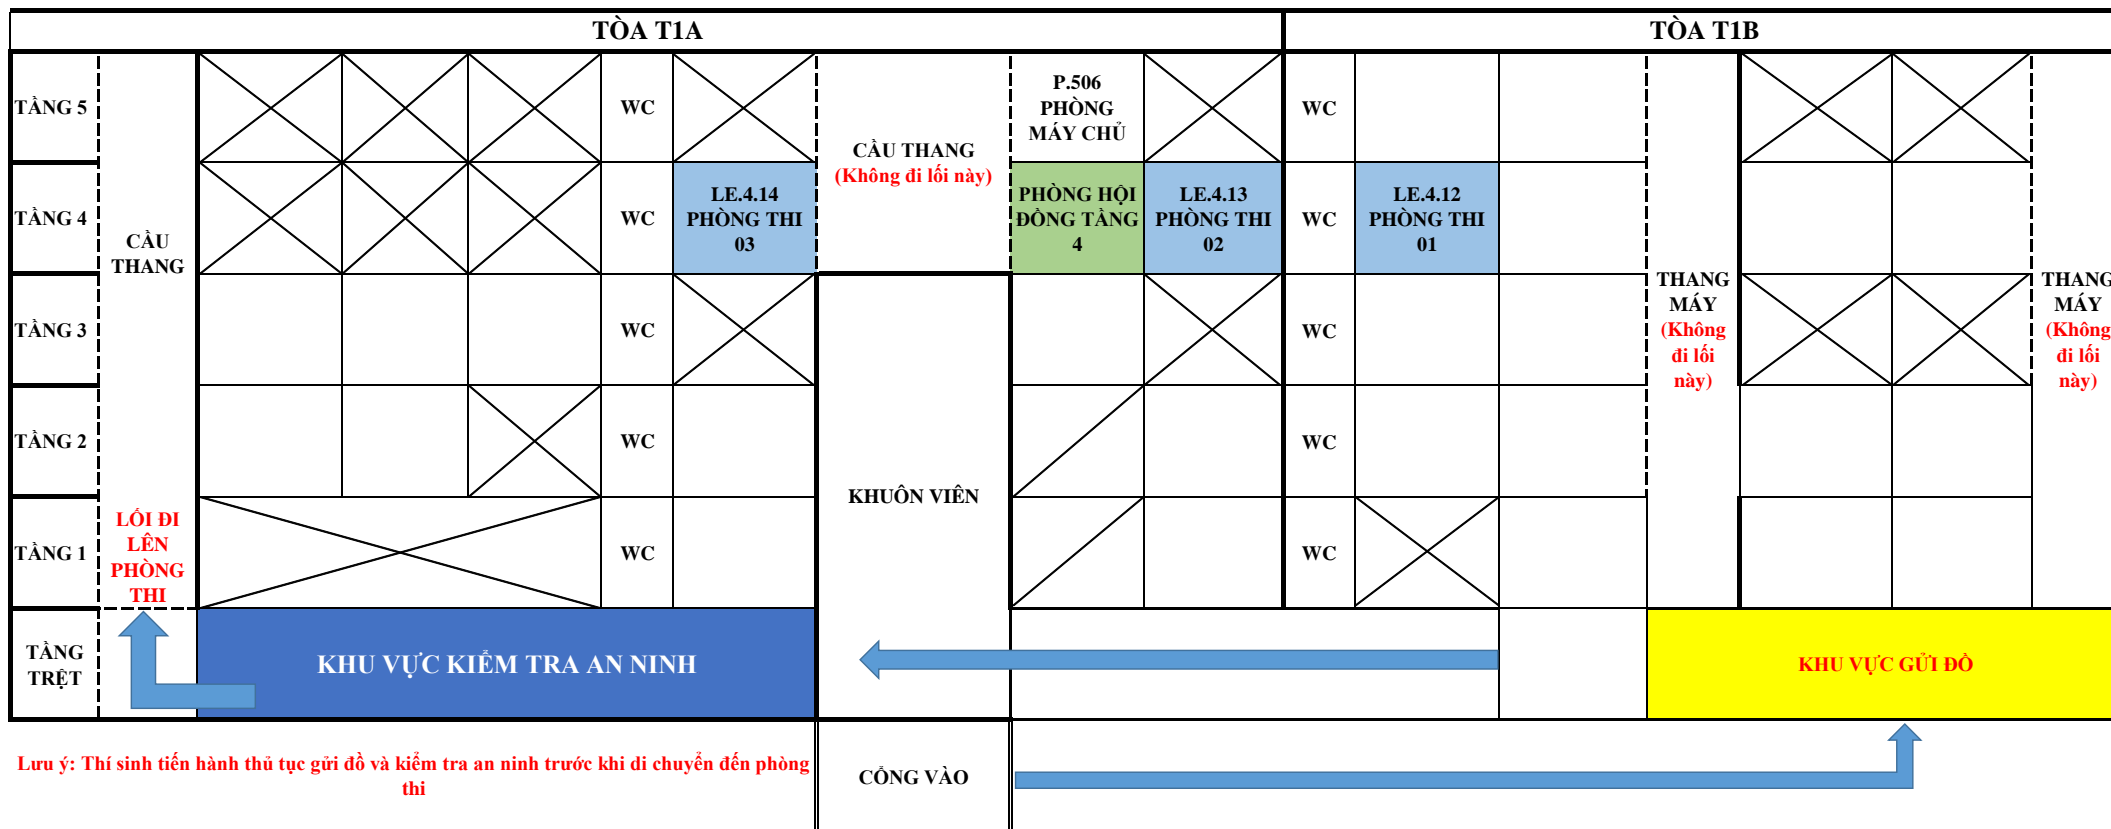 TÒA T1A
TÒA T1B
TẦNG 5
WC
P.506
PHÒNG
MÁY CHỦ
WC
CẦU THANG
(Không đi lối này)
TẦNG 4
WC
LE.4.14
PHÒNG THI
03
PHÒNG HỘI
ĐỒNG TẦNG
4
LE.4.13
PHÒNG THI
02
WC
LE.4.12
PHÒNG THI
01
CẦU
THANG
TẦNG 3
WC
WC
THANG
MÁY
(Không
đi lối
này)
THANG
MÁY
(Không
đi lối
này)
TẦNG 2
WC
WC
KHUÔN VIÊN
TẦNG 1
LỐI ĐI
LÊN
PHÒNG
THI
WC
WC
TẦNG
TRỆT
KHU VỰC KIỂM TRA AN NINH
KHU VỰC GỬI ĐỒ
Lưu ý: Thí sinh tiến hành thủ tục gửi đồ và kiểm tra an ninh trước khi di chuyển đến phòng
thi
CỔNG VÀO